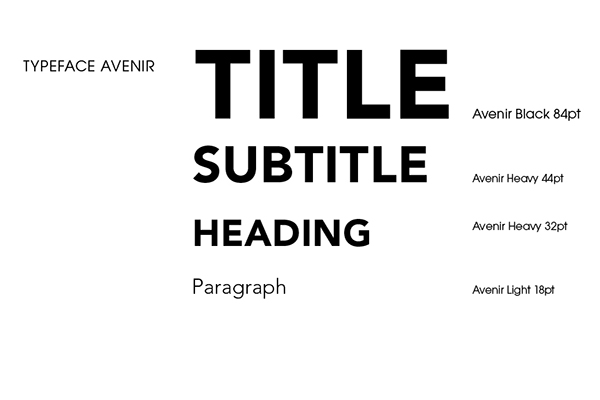 TYPEFACE AVENIR
TITLE
Avenir Black 84pt
SUBTITLE
Avenir Heavy 44pt
HEADING
Avenir Heavy 32pt
Paragraph
Avenir Light 18pt